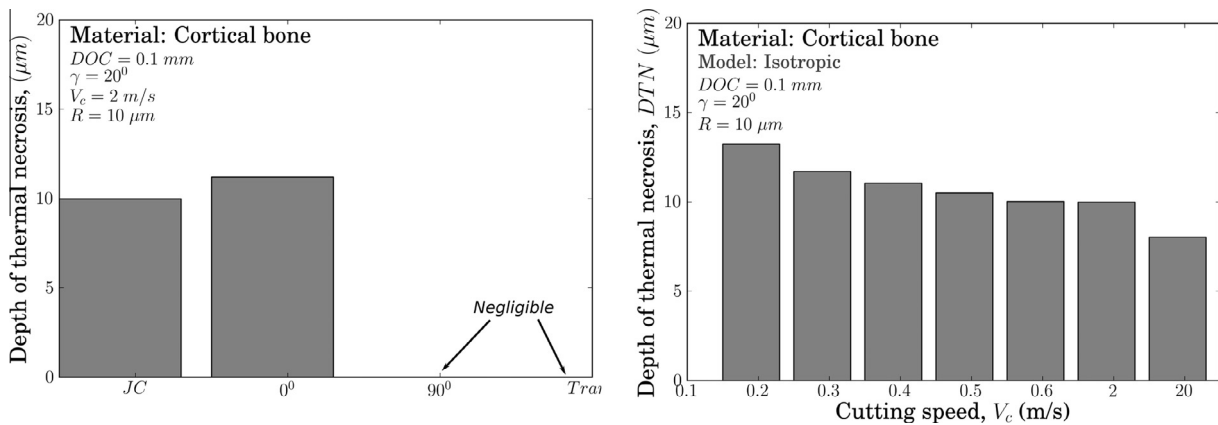 Depth of thermal necrosis, (μm)
20
15
10
5
0
Material: Cortical bone
DOC = 0.1 mm
γ = 20⁰
V_c = 2 m/s
R = 10 μm
Negligible
JC
0⁰
90⁰
Tran
Depth of thermal necrosis, DTN (μm)
20
15
10
5
0
Material: Cortical bone
Model: Isotropic
DOC = 0.1 mm
γ = 20⁰
R = 10 μm
0.1 0.2 0.3 0.4 0.5 0.6 2 20
Cutting speed, V_c (m/s)